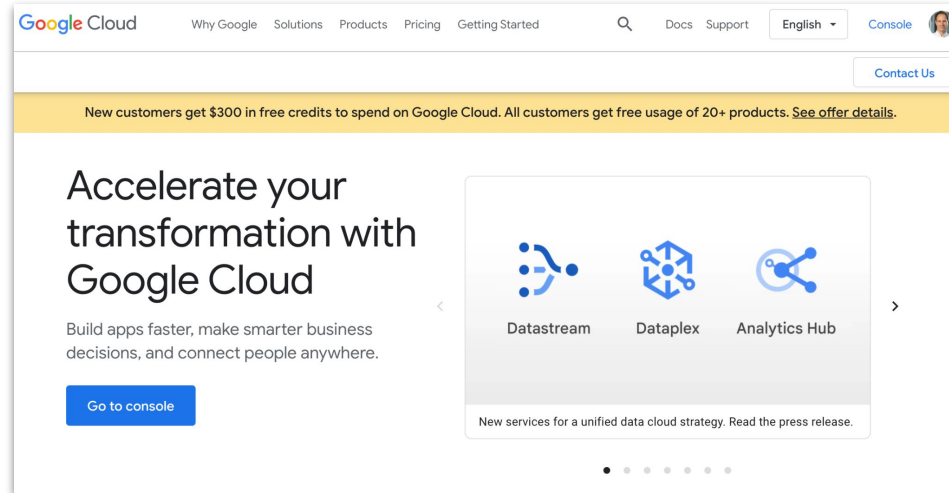 Google Cloud Why Google Solutions Products Pricing Getting Started Docs Support English Console
Contact Us
New customers get $300 in free credits to spend on Google Cloud. All customers get free usage of 20+ products. See offer details.
Accelerate your
transformation with
Google Cloud
Build apps faster, make smarter business
decisions, and connect people anywhere.
Go to console
Datastream Dataplex Analytics Hub
New services for a unified data cloud strategy. Read the press release.